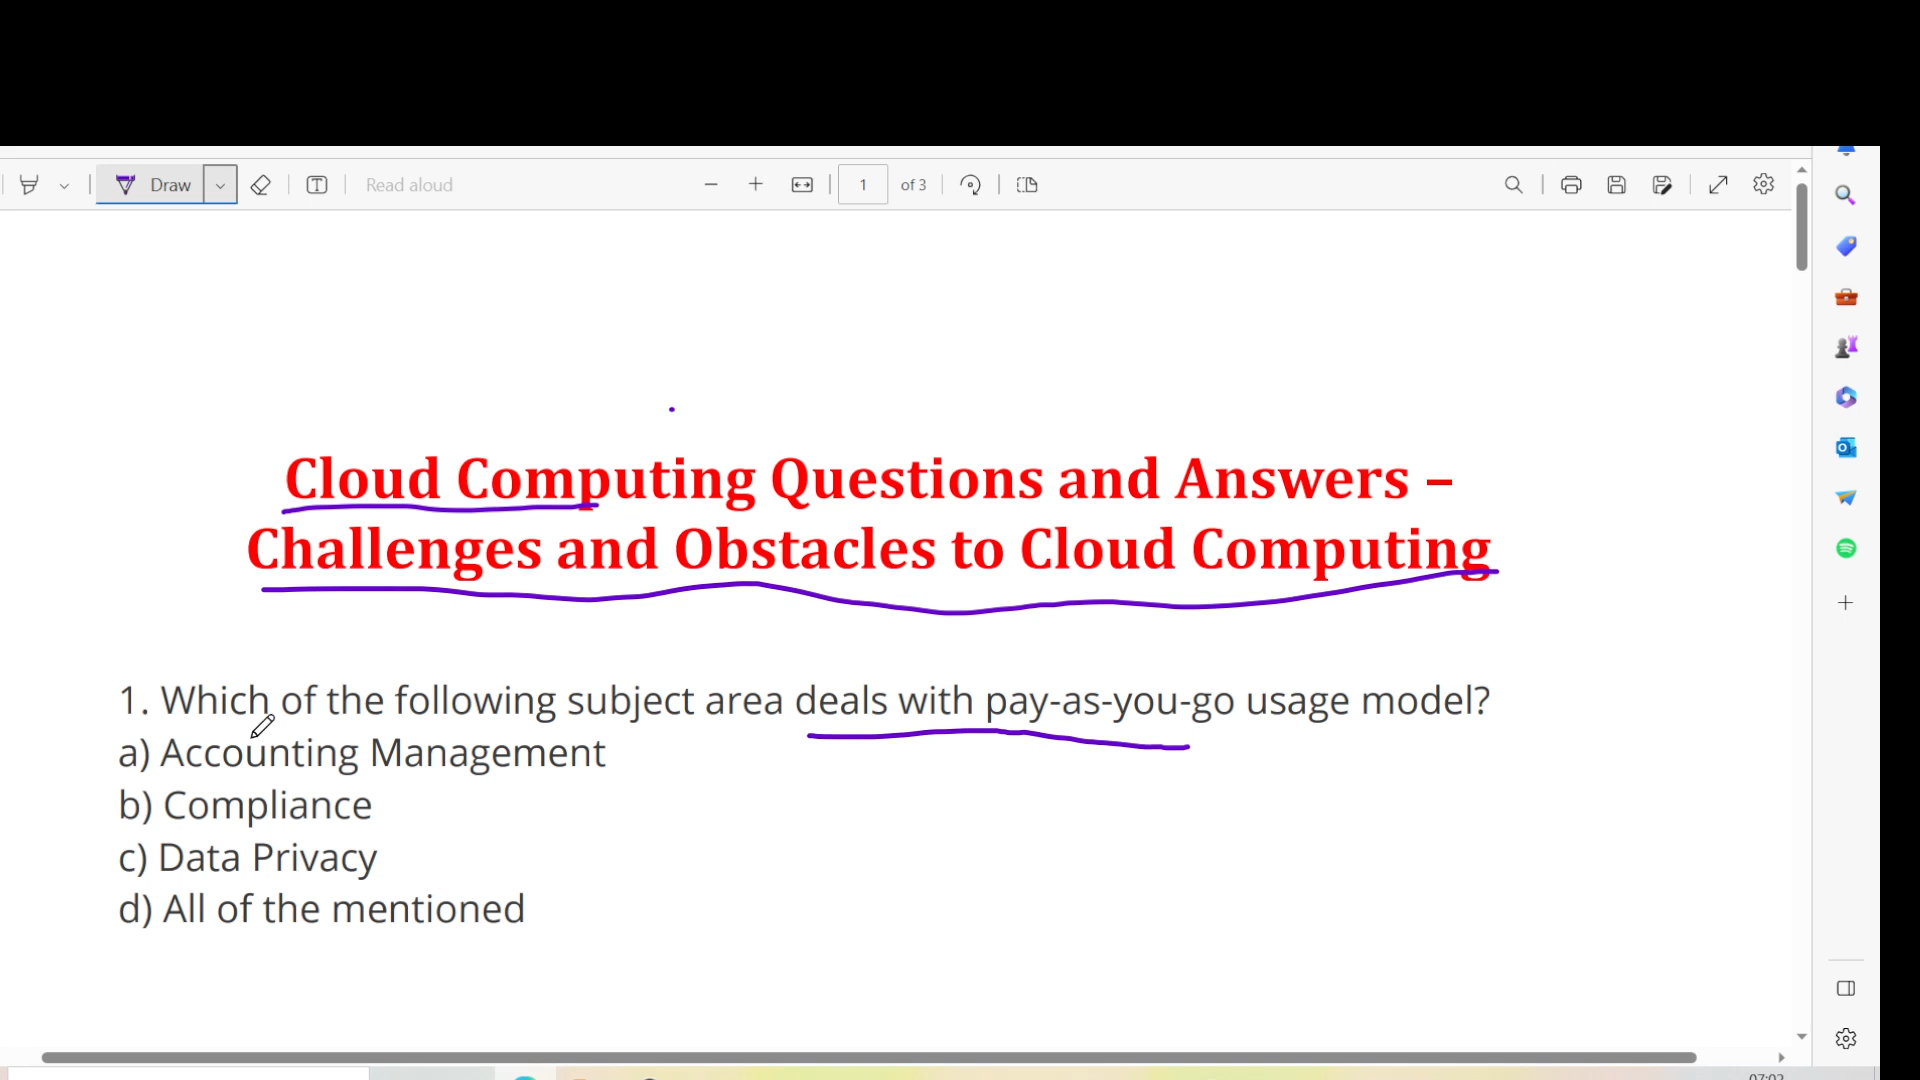 Draw
Read aloud
1
of 3
Cloud Computing Questions and Answers –
Challenges and Obstacles to Cloud Computing
1. Which of the following subject area deals with pay-as-you-go usage model?
a) Accounting Management
b) Compliance
c) Data Privacy
d) All of the mentioned